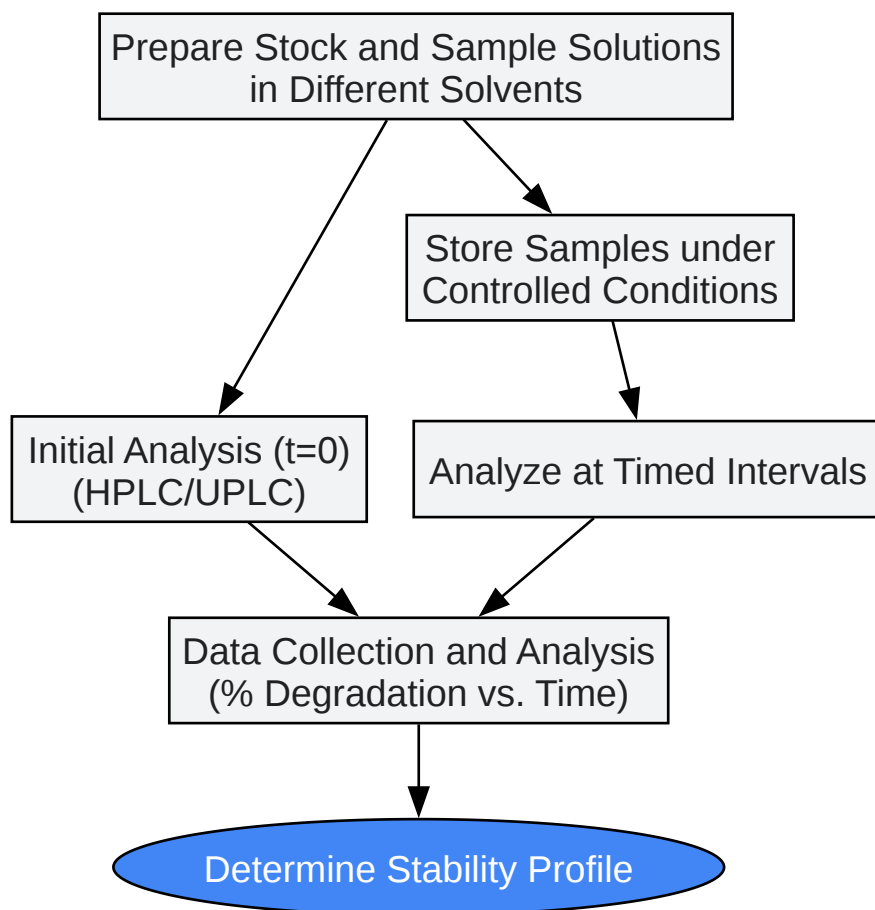 Prepare Stock and Sample Solutions
in Different Solvents
Store Samples under
Controlled Conditions
Initial Analysis (t=0)
(HPLC/UPLC)
Analyze at Timed Intervals
Data Collection and Analysis
(% Degradation vs. Time)
Determine Stability Profile